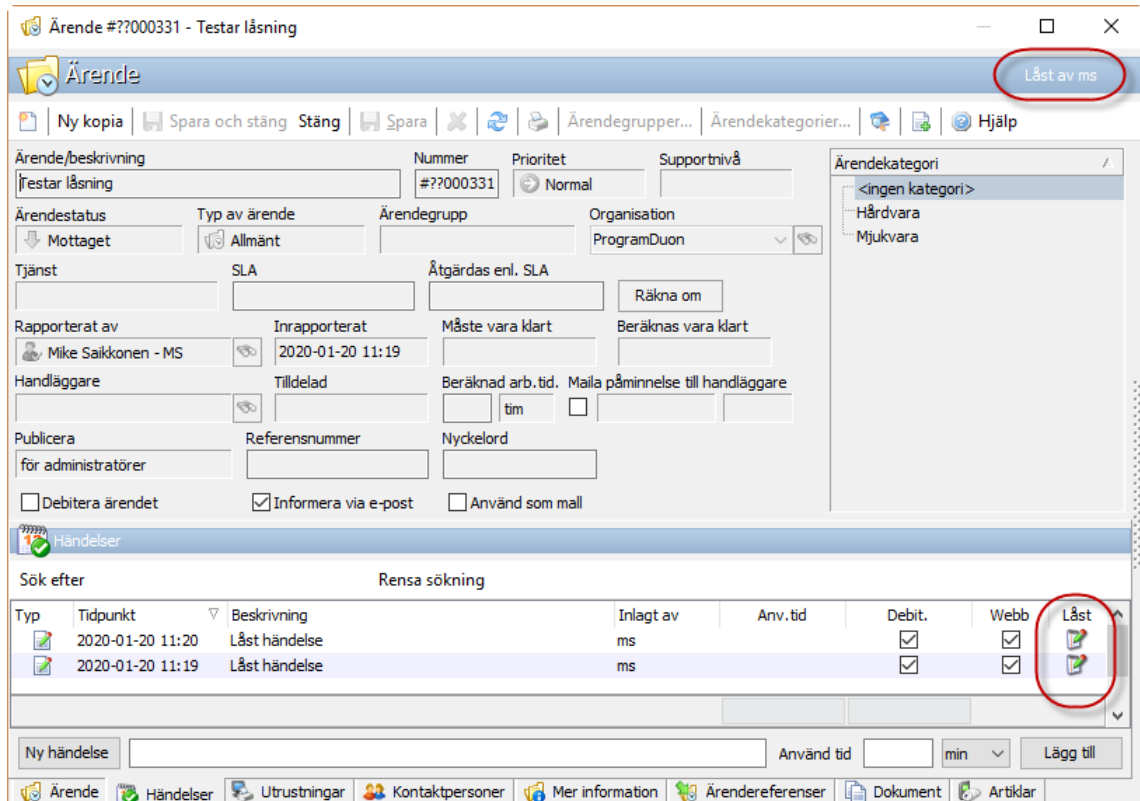 Ärende #??000331 - Testar låsning
Ärende
Låst av ms
Ny kopia Spara och stäng Stäng Spara Ärendegrupper... Ärendekategorier... Hjälp
Ärende/beskrivning Nummer Prioritet Supportnivå Ärendekategori
Testar låsning #??000331 Normal <ingen kategori>
Ärendestatus Typ av ärende Ärendegrupp Organisation Hårdvara
Mottaget Allmänt ProgramDuon Mjukvara
Tjänst SLA Åtgärdas enl. SLA
Räkna om
Rapporterat av Inrapporterat Måste vara klart Beräknas vara klart
Mike Saikkonen - MS 2020-01-20 11:19
Handläggare Tilldelad Beräknad arb.tid. Maila påminnelse till handläggare
tim
Publicera Referensnummer Nyckelord
för administratörer
Debitera ärendet Informera via e-post Använd som mall
Händelser
Sök efter Rensa sökning
Typ Tidpunkt Beskrivning Inlagt av Anv.tid Debit. Webb Låst
2020-01-20 11:20 Låst händelse ms
2020-01-20 11:19 Låst händelse ms
Ny händelse Använd tid min Lägg till
Ärende Händelser Utrustningar Kontaktpersoner Mer information Ärendereferenser Dokument Artiklar